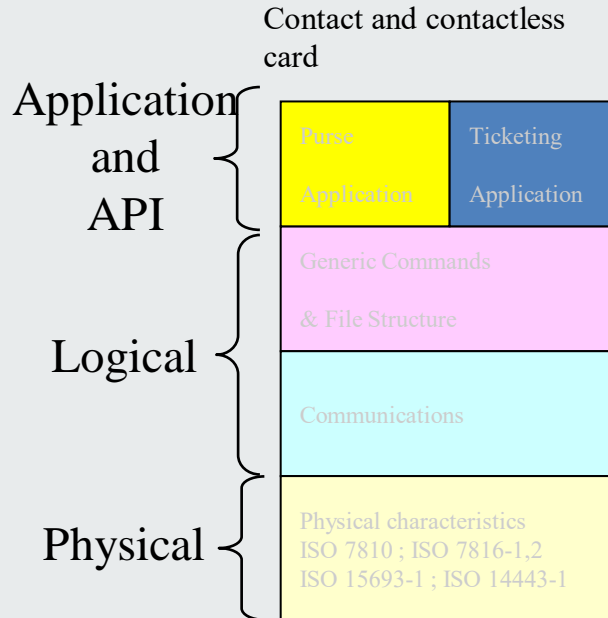 Contact and contactless
card
Application
and
API
Purse
Application
Ticketing
Application
Logical
Generic Commands
& File Structure
Communications
Physical
Physical characteristics
ISO 7810 ; ISO 7816-1,2
ISO 15693-1 ; ISO 14443-1